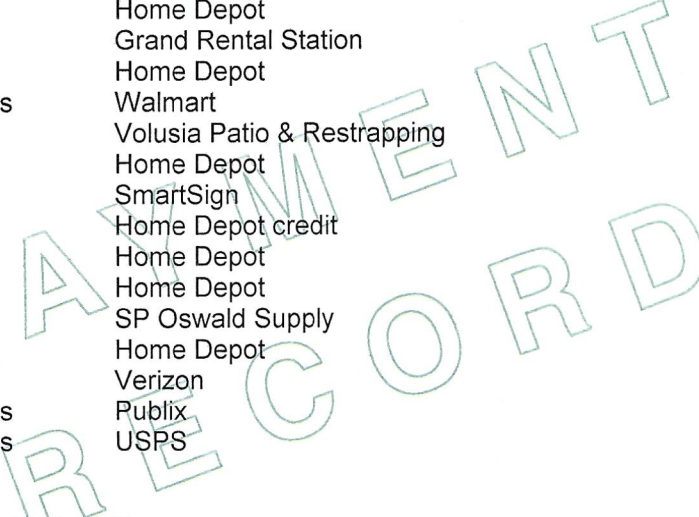 Home Depot
Grand Rental Station
Home Depot
s Walmart
Volusia Patio & Restrapping
Home Depot
SmartSign
Home Depot credit
Home Depot
Home Depot
SP Oswald Supply
Home Depot
Verizon
s Publix
s USPS
AYMENT
RECORD